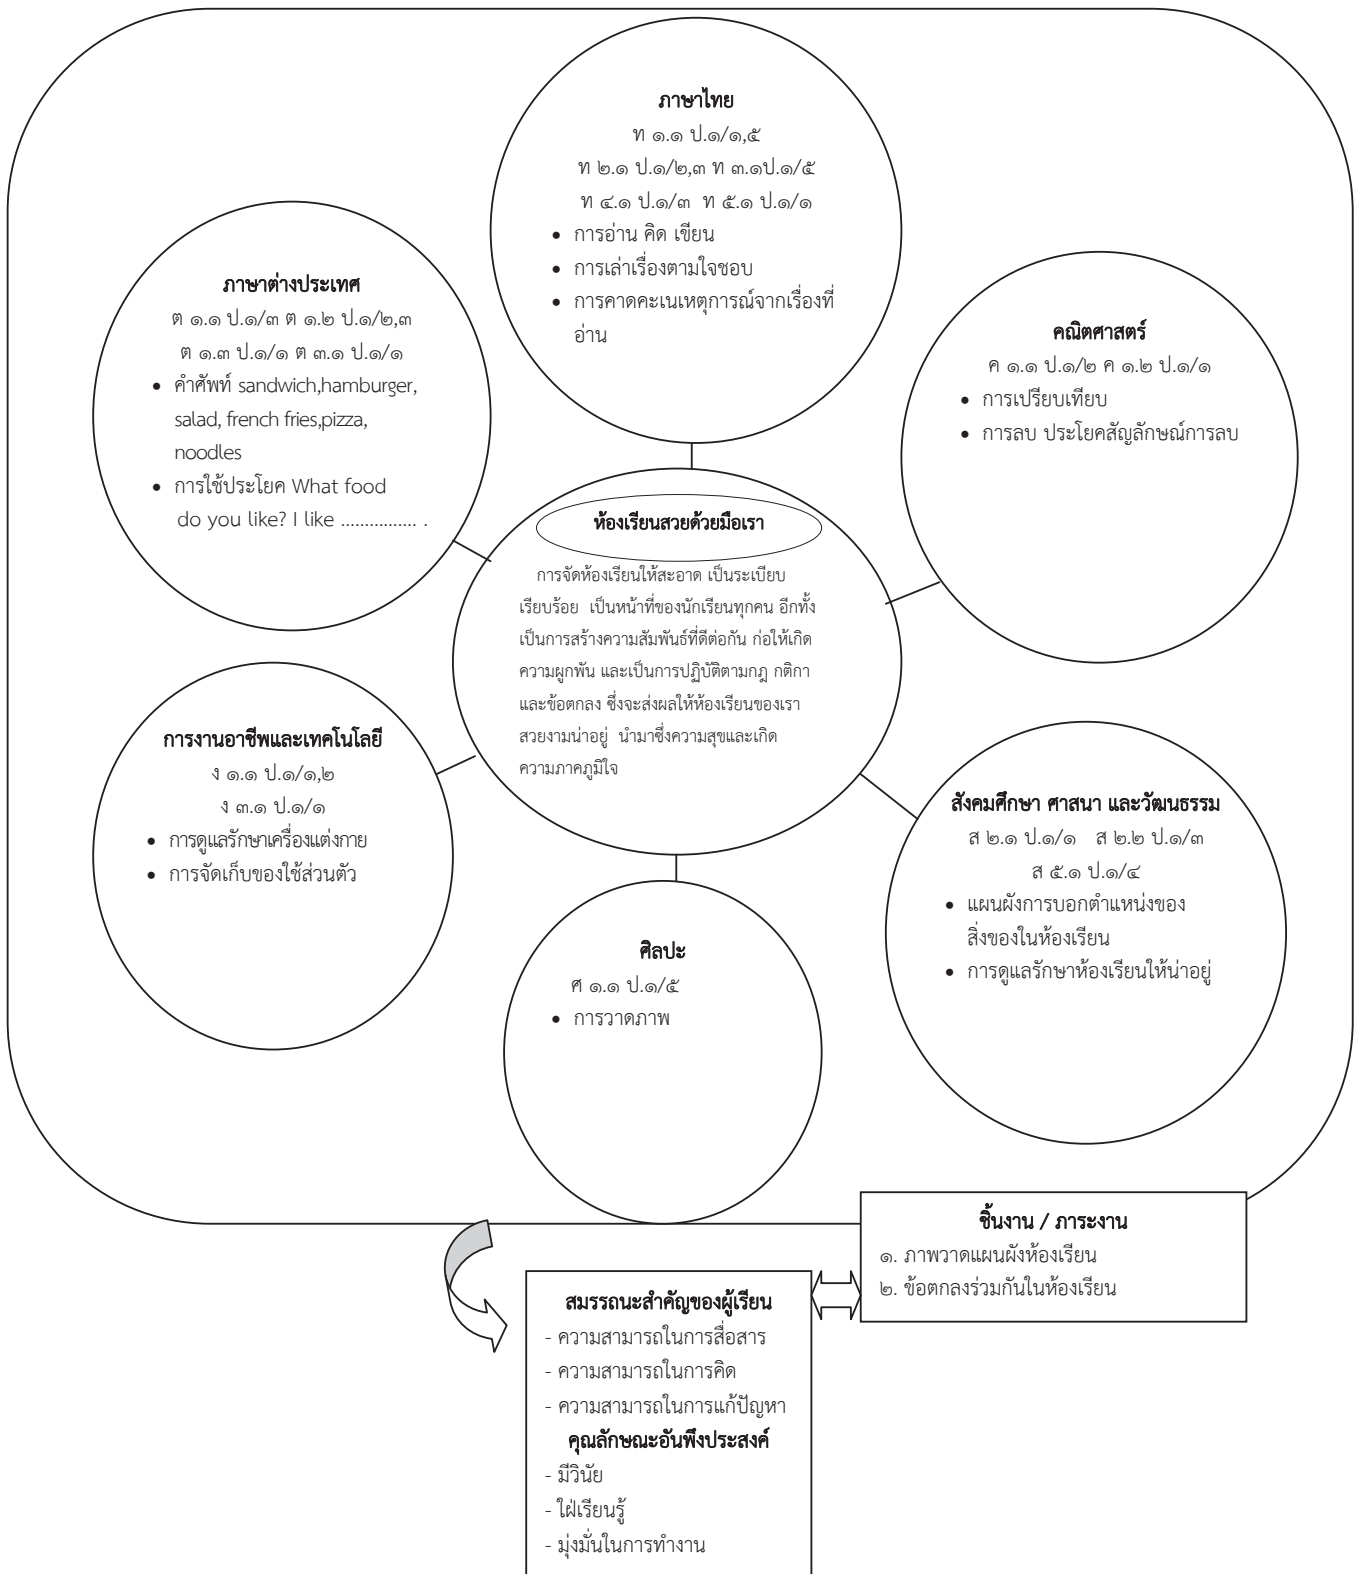 ภาษาไทย
ท ๑.๑ ป.๑/๑,๕
ท ๒.๑ ป.๑/๒,๓ ท ๓.๑ป.๑/๕
ท ๔.๑ ป.๑/๓ ท ๕.๑ ป.๑/๑
• การอ่าน คิด เขียน
• การเล่าเรื่องตามใจชอบ
• การคาดคะเนเหตุการณ์จากเรื่องที่
อ่าน
ภาษาต่างประเทศ
ต ๑.๑ ป.๑/๓ ต ๑.๒ ป.๑/๒,๓
ต ๑.๓ ป.๑/๑ ต ๓.๑ ป.๑/๑
• คำศัพท์ sandwich,hamburger,
salad, french fries,pizza,
noodles
• การใช้ประโยค What food
do you like? I like ................ .
คณิตศาสตร์
ค ๑.๑ ป.๑/๒ ค ๑.๒ ป.๑/๑
• การเปรียบเทียบ
• การลบ ประโยคสัญลักษณ์การลบ
ห้องเรียนสวยด้วยมือเรา
การจัดห้องเรียนให้สะอาด เป็นระเบียบ
เรียบร้อย เป็นหน้าที่ของนักเรียนทุกคน อีกทั้ง
เป็นการสร้างความสัมพันธ์ที่ดีต่อกัน ก่อให้เกิด
ความผูกพัน และเป็นการปฏิบัติตามกฎ กติกา
และข้อตกลง ซึ่งจะส่งผลให้ห้องเรียนของเรา
สวยงามน่าอยู่ นำมาซึ่งความสุขและเกิด
ความภาคภูมิใจ
การงานอาชีพและเทคโนโลยี
ง ๑.๑ ป.๑/๑,๒
ง ๓.๑ ป.๑/๑
• การดูแลรักษาเครื่องแต่งกาย
• การจัดเก็บของใช้ส่วนตัว
สังคมศึกษา ศาสนา และวัฒนธรรม
ส ๒.๑ ป.๑/๑ ส ๒.๒ ป.๑/๓
ส ๕.๑ ป.๑/๔
• แผนผังการบอกตำแหน่งของ
สิ่งของในห้องเรียน
• การดูแลรักษาห้องเรียนให้น่าอยู่
ศิลปะ
ศ ๑.๑ ป.๑/๕
• การวาดภาพ
ชิ้นงาน / ภาระงาน
๑. ภาพวาดแผนผังห้องเรียน
๒. ข้อตกลงร่วมกันในห้องเรียน
สมรรถนะสำคัญของผู้เรียน
- ความสามารถในการสื่อสาร
- ความสามารถในการคิด
- ความสามารถในการแก้ปัญหา
คุณลักษณะอันพึงประสงค์
- มีวินัย
- ใฝ่เรียนรู้
- มุ่งมั่นในการทำงาน